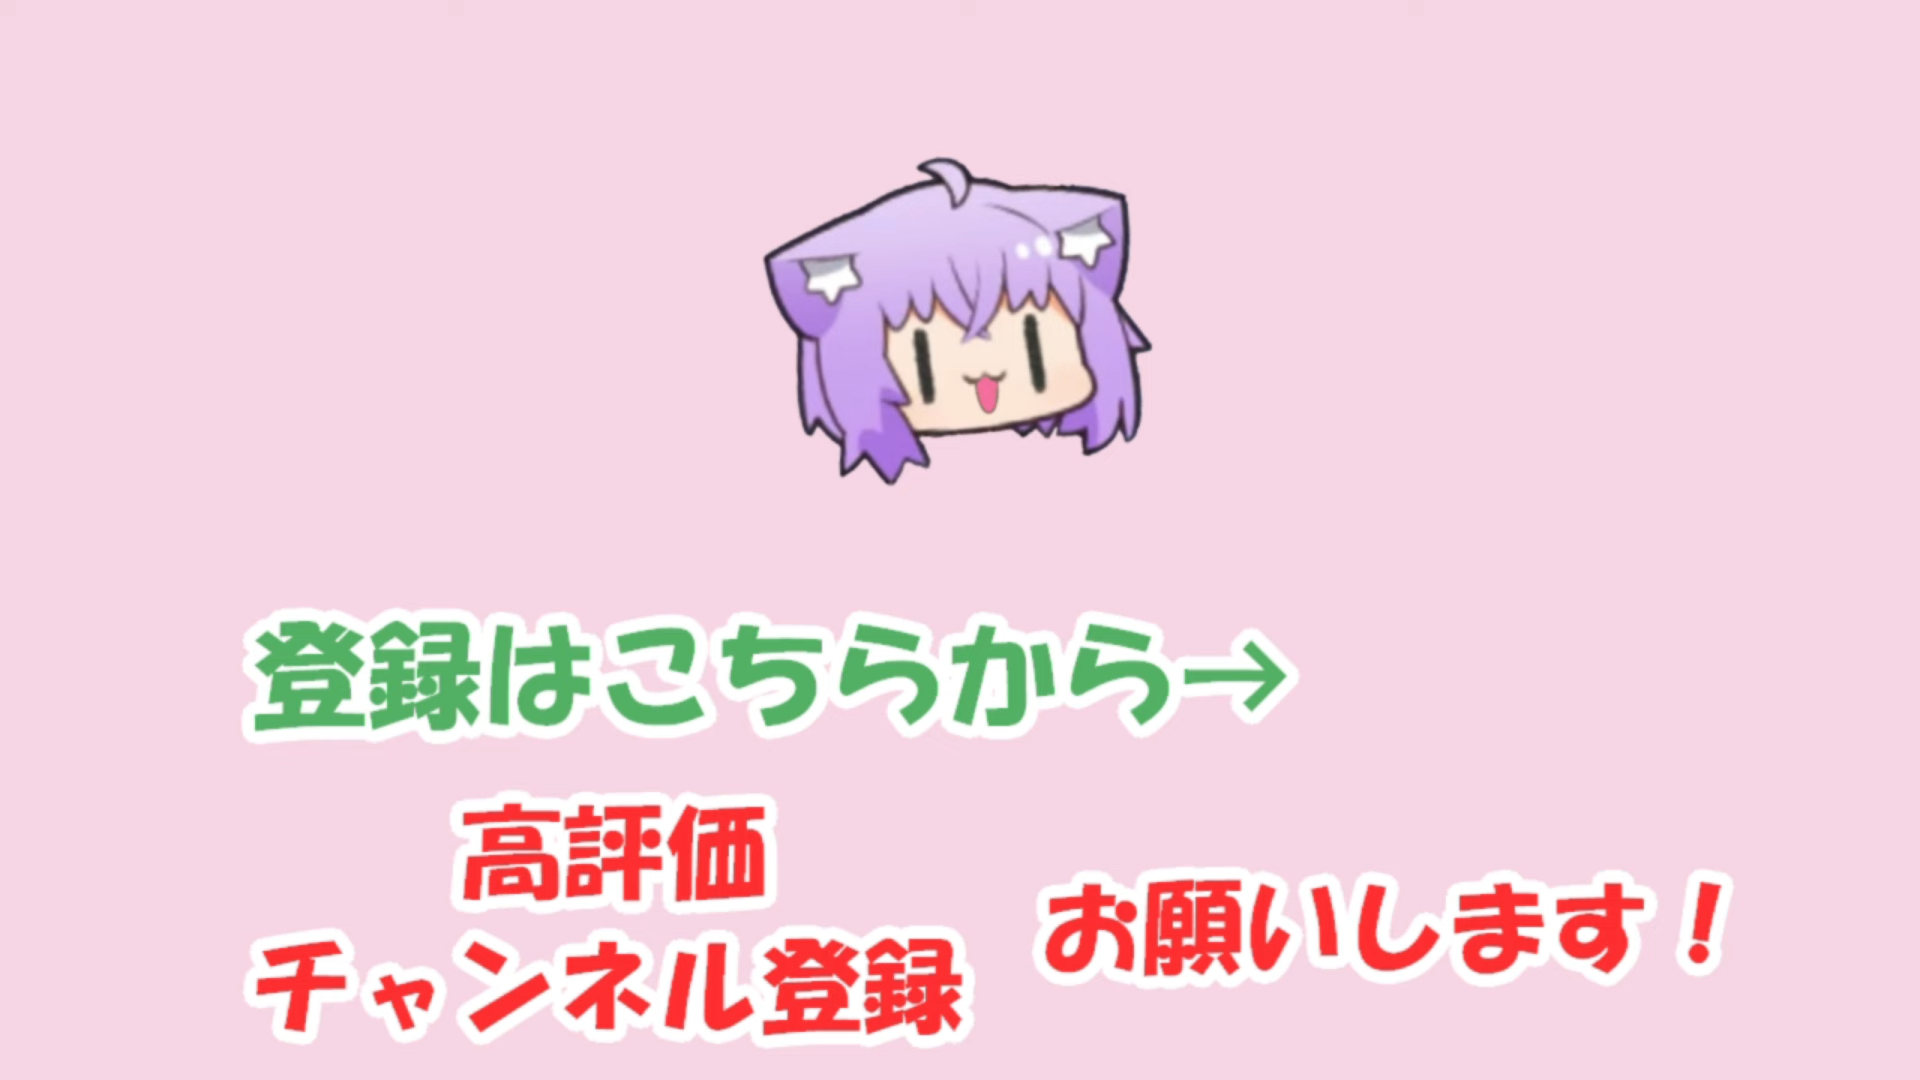 登録はこちらから→
高評価
チャンネル登録
お願いします！